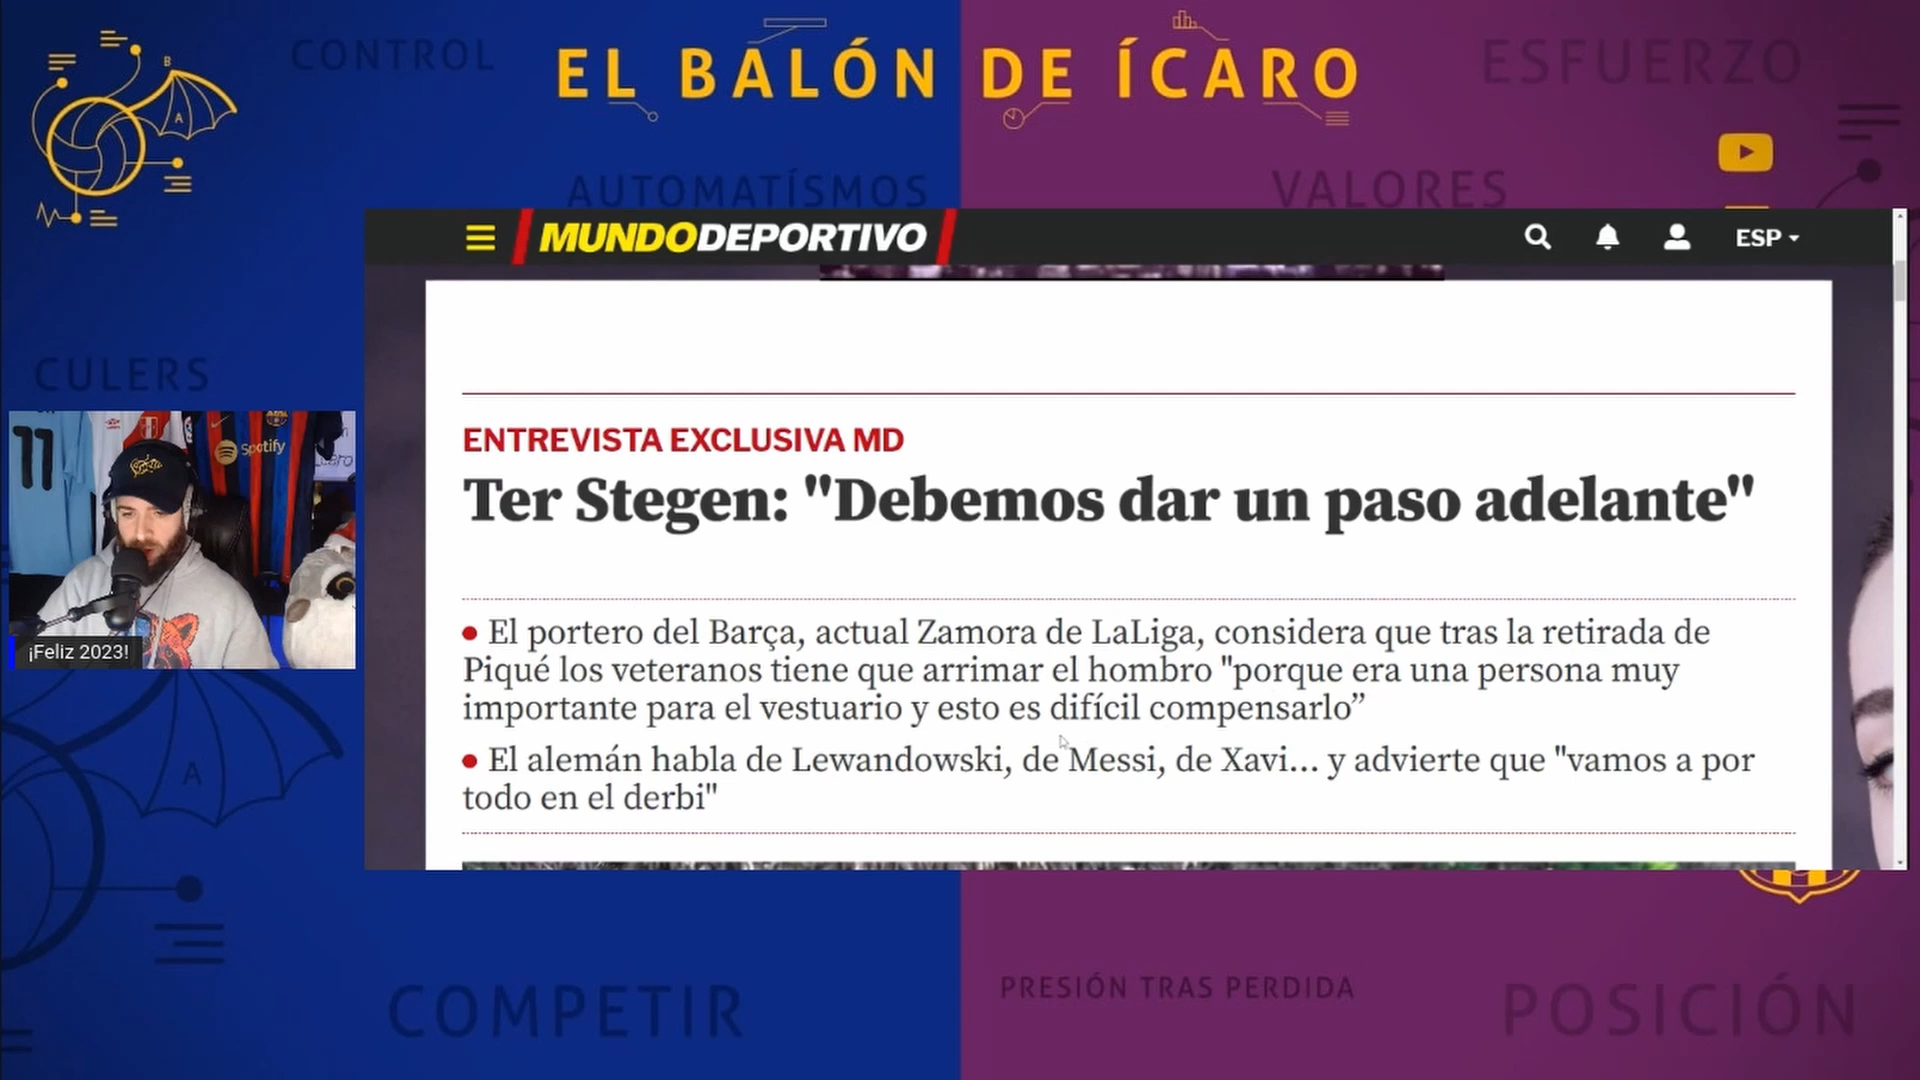 CONTROL
EL BALÓN DE ÍCARO
ESFUERZO
B
A
AUTOMATÍSMOS
VALORES
MUNDODEPORTIVO
ESP
CULERS
11
Spotify
¡Feliz 2023!
ENTREVISTA EXCLUSIVA MD
Ter Stegen: "Debemos dar un paso adelante"
El portero del Barça, actual Zamora de LaLiga, considera que tras la retirada de
Piqué los veteranos tiene que arrimar el hombro "porque era una persona muy
importante para el vestuario y esto es difícil compensarlo”
El alemán habla de Lewandowski, de Messi, de Xavi... y advierte que "vamos a por
todo en el derbi"
A
COMPETIR
PRESIÓN TRAS PERDIDA
POSICIÓN